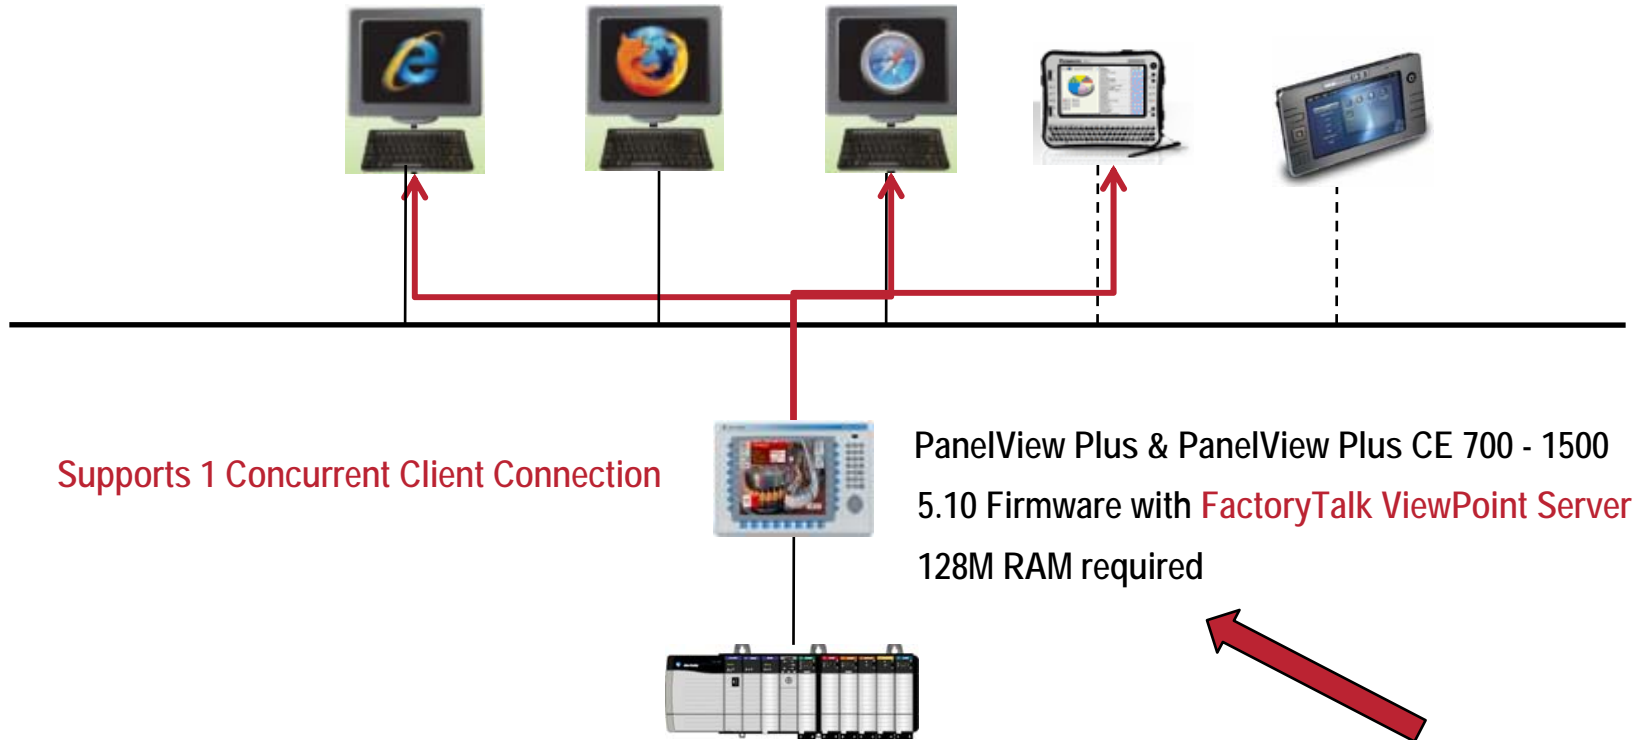 Supports 1 Concurrent Client Connection
PanelView Plus & PanelView Plus CE 700 - 1500
5.10 Firmware with FactoryTalk ViewPoint Server
128M RAM required